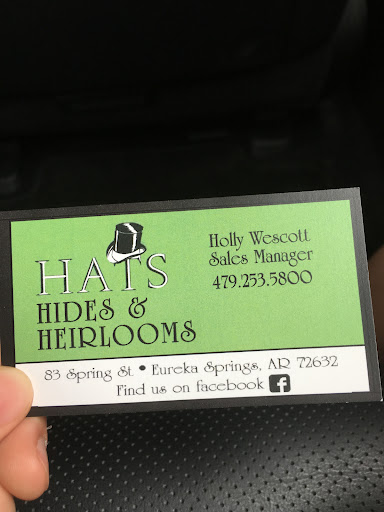 HATS
HIDES &
HEIRLOOMS
Holly Wescott
Sales Manager
479.253.5800
83 Spring St. • Eureka Springs, AR 72632
Find us on facebook f